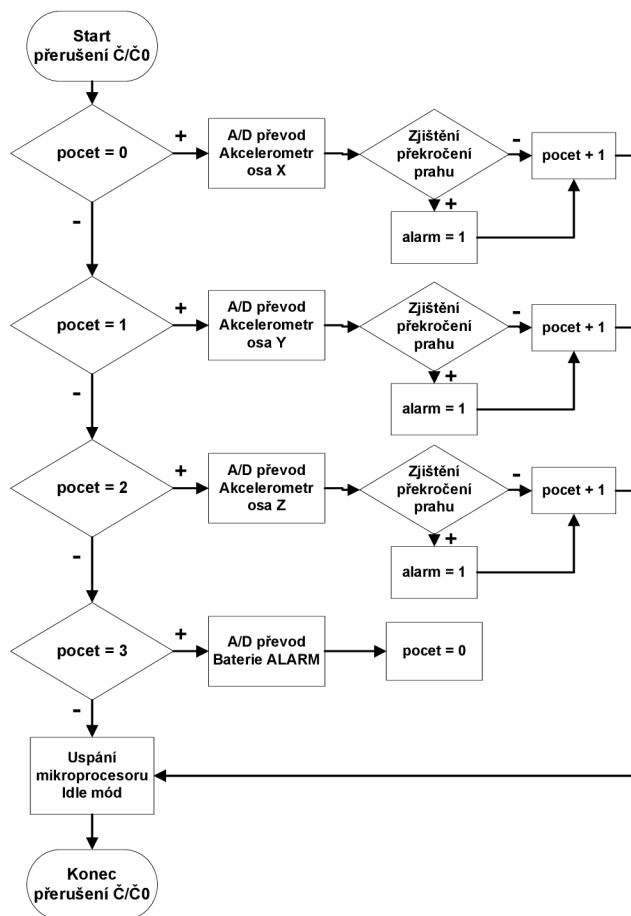 Start
přerušení Č/Č0
pocet = 0
+
A/D převod
Akcelerometr
osa X
Zjištění
překročení
prahu
-
pocet + 1
+
alarm = 1
-
pocet = 1
+
A/D převod
Akcelerometr
osa Y
Zjištění
překročení
prahu
-
pocet + 1
+
alarm = 1
-
pocet = 2
+
A/D převod
Akcelerometr
osa Z
Zjištění
překročení
prahu
-
pocet + 1
+
alarm = 1
-
pocet = 3
+
A/D převod
Baterie ALARM
pocet = 0
-
Uspání
mikroprocesoru
Idle mód
Konec
přerušení Č/Č0